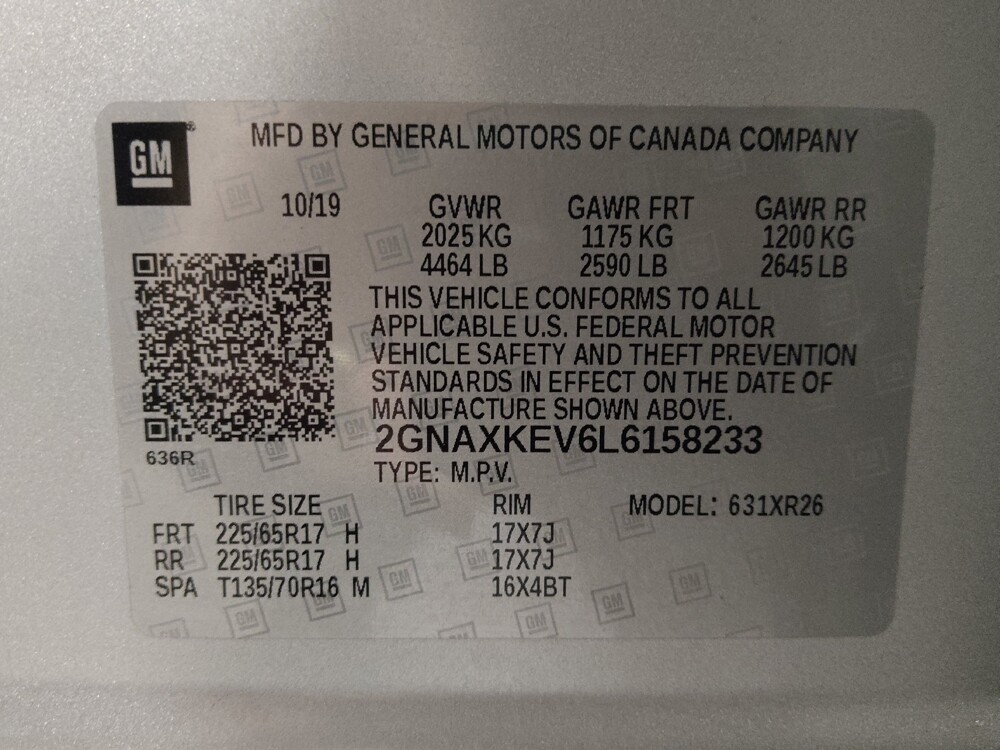 GM®
MFD BY GENERAL MOTORS OF CANADA COMPANY
10/19 GVWR GAWR FRT GAWR RR
2025 KG 1175 KG 1200 KG
4464 LB 2590 LB 2645 LB
THIS VEHICLE CONFORMS TO ALL
APPLICABLE U.S. FEDERAL MOTOR
VEHICLE SAFETY AND THEFT PREVENTION
STANDARDS IN EFFECT ON THE DATE OF
MANUFACTURE SHOWN ABOVE.
2GNAXKEV6L6158233
636R
TYPE: M.P.V.
TIRE SIZE RIM MODEL: 631XR26
FRT 225/65R17 H 17X7J
RR 225/65R17 H 17X7J
SPA T135/70R16 M 16X4BT